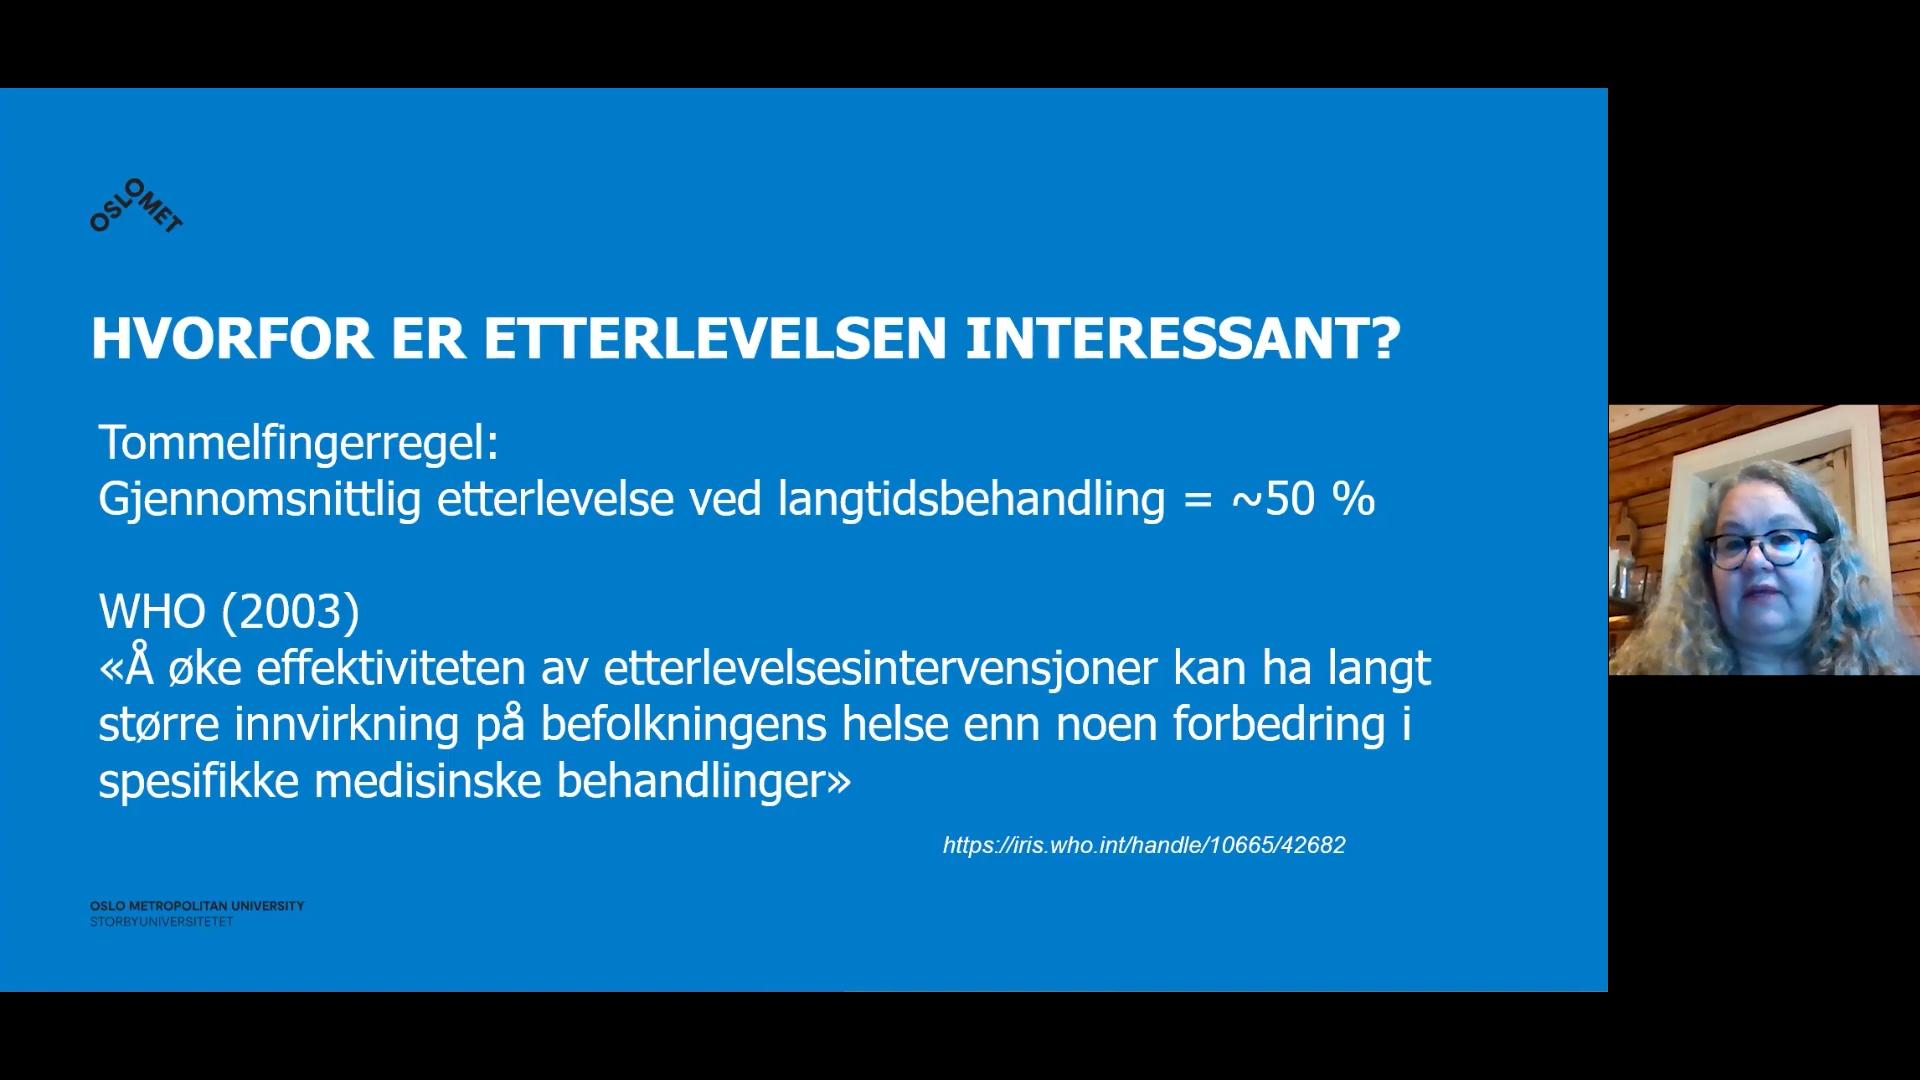 OSLOMET
HVORFOR ER ETTERLEVELSEN INTERESSANT?
Tommelfingerregel:
Gjennomsnittlig etterlevelse ved langtidsbehandling = ~50 %
WHO (2003)
«Å øke effektiviteten av etterlevelsesintervensjoner kan ha langt
større innvirkning på befolkningens helse enn noen forbedring i
spesifikke medisinske behandlinger»
https://iris.who.int/handle/10665/42682
OSLO METROPOLITAN UNIVERSITY
STORBYUNIVERSITETET